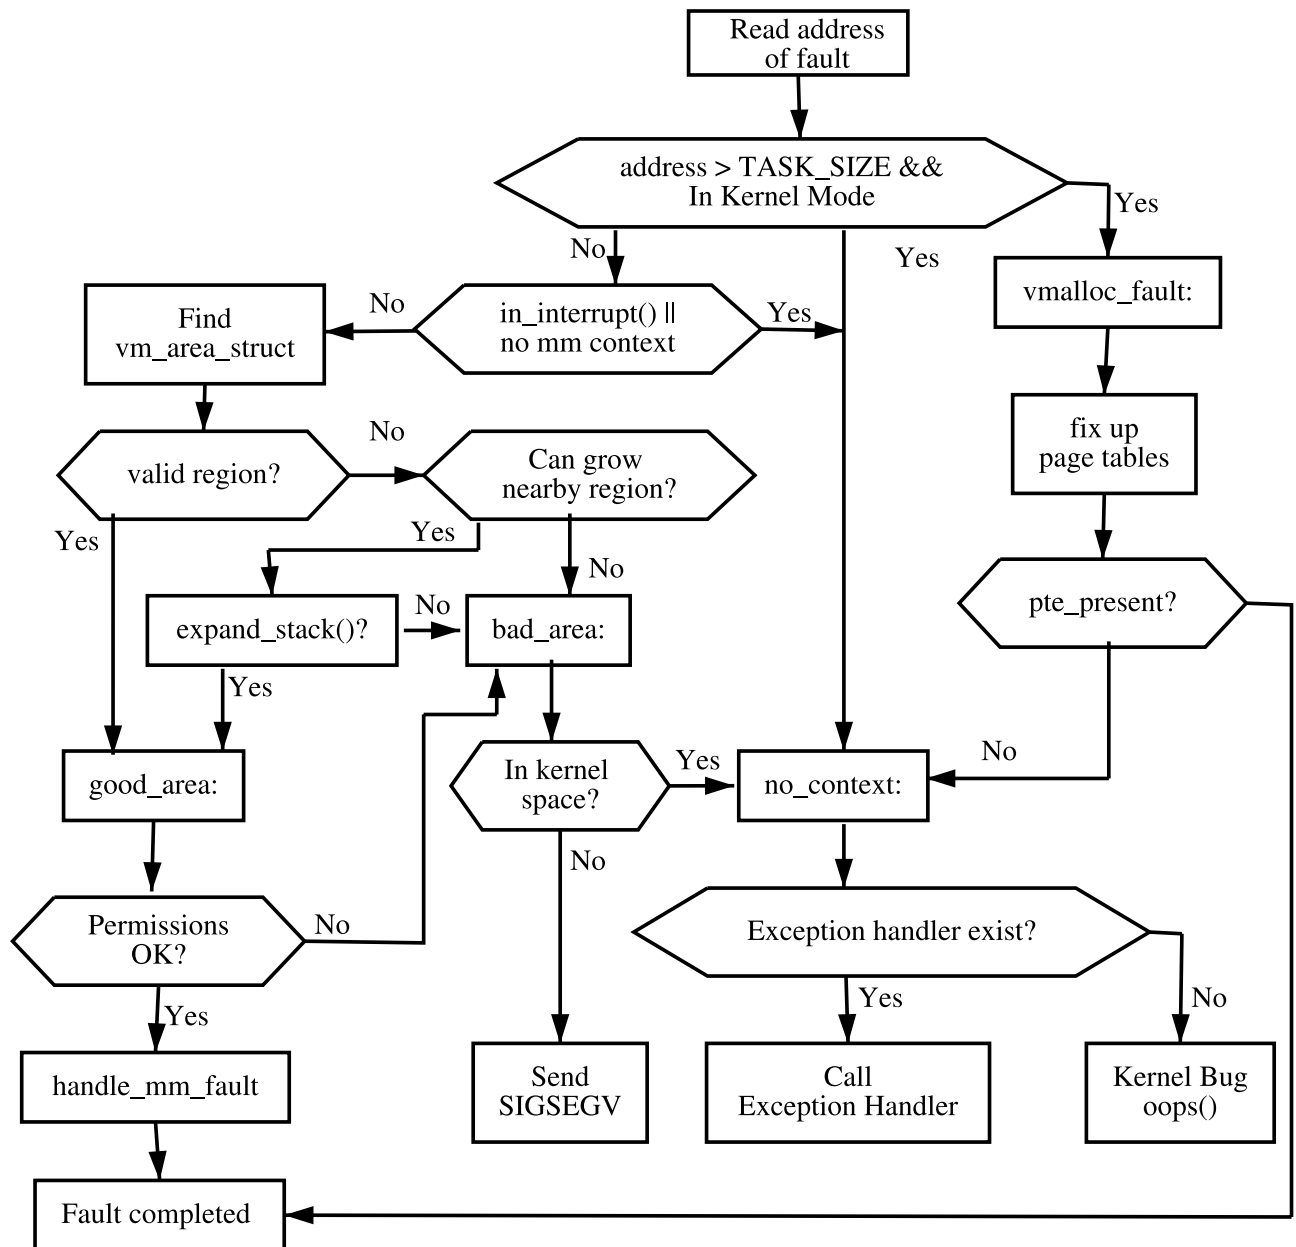 Read address
of fault
address > TASK_SIZE &&
In Kernel Mode
Yes
No
Yes
vmalloc_fault:
Find
vm_area_struct
No
in_interrupt() ||
no mm context
Yes
fix up
page tables
valid region?
No
Can grow
nearby region?
Yes
Yes
No
pte_present?
expand_stack()?
No
bad_area:
Yes
No
good_area:
In kernel
space?
Yes
no_context:
No
Permissions
OK?
No
Exception handler exist?
Yes
Yes
No
handle_mm_fault
Send
SIGSEGV
Call
Exception Handler
Kernel Bug
oops()
Fault completed